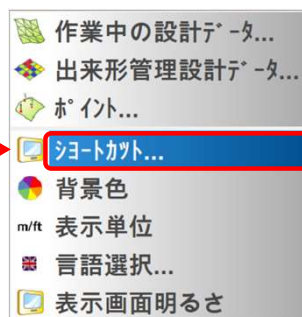 作業中の設計ﾃﾞｰﾀ...
出来形管理設計ﾃﾞｰﾀ...
ﾎﾟｲﾝﾄ...
ｼｮｰﾄｶｯﾄ...
背景色
m/ft 表示単位
言語選択...
表示画面明るさ